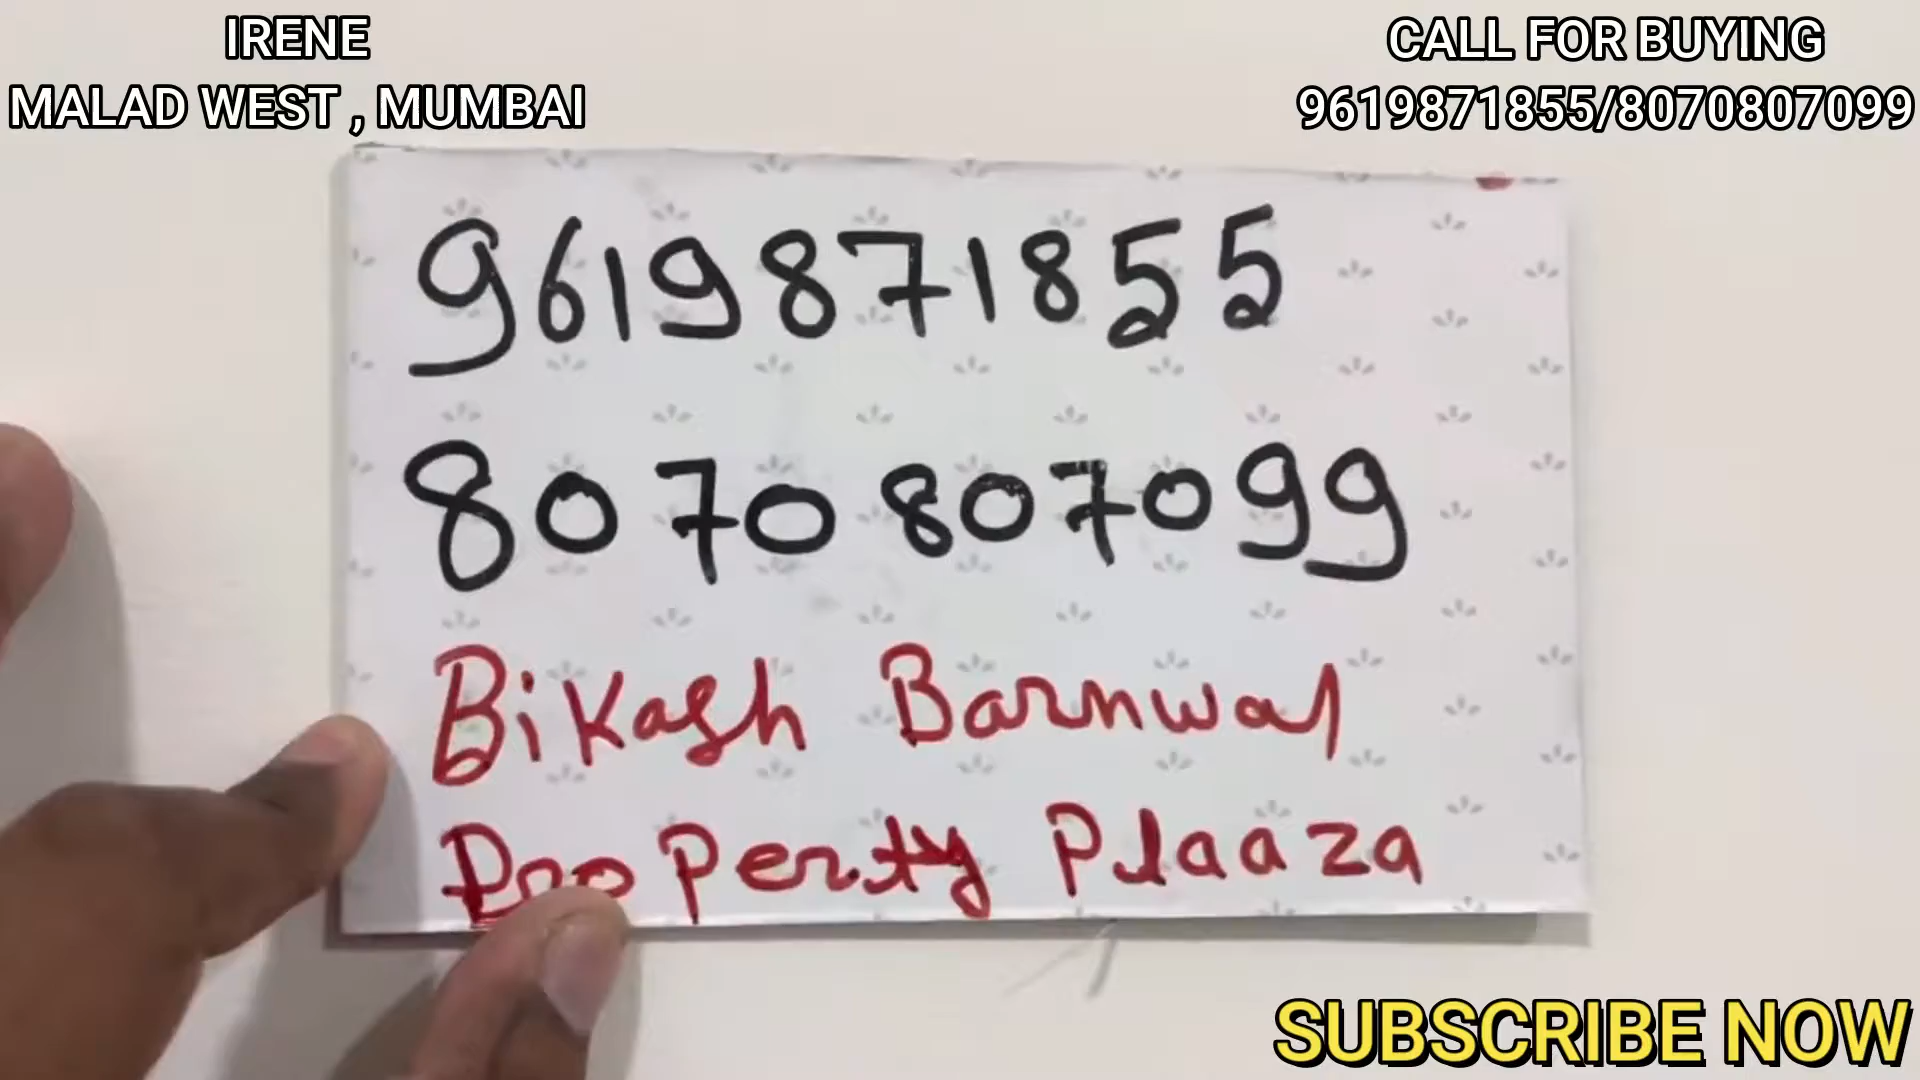 IRENE
MALAD WEST , MUMBAI
CALL FOR BUYING
9619871855/8070807099
9619871855
8070807099
Bikash Barnwal
Property Plaaza
SUBSCRIBE NOW